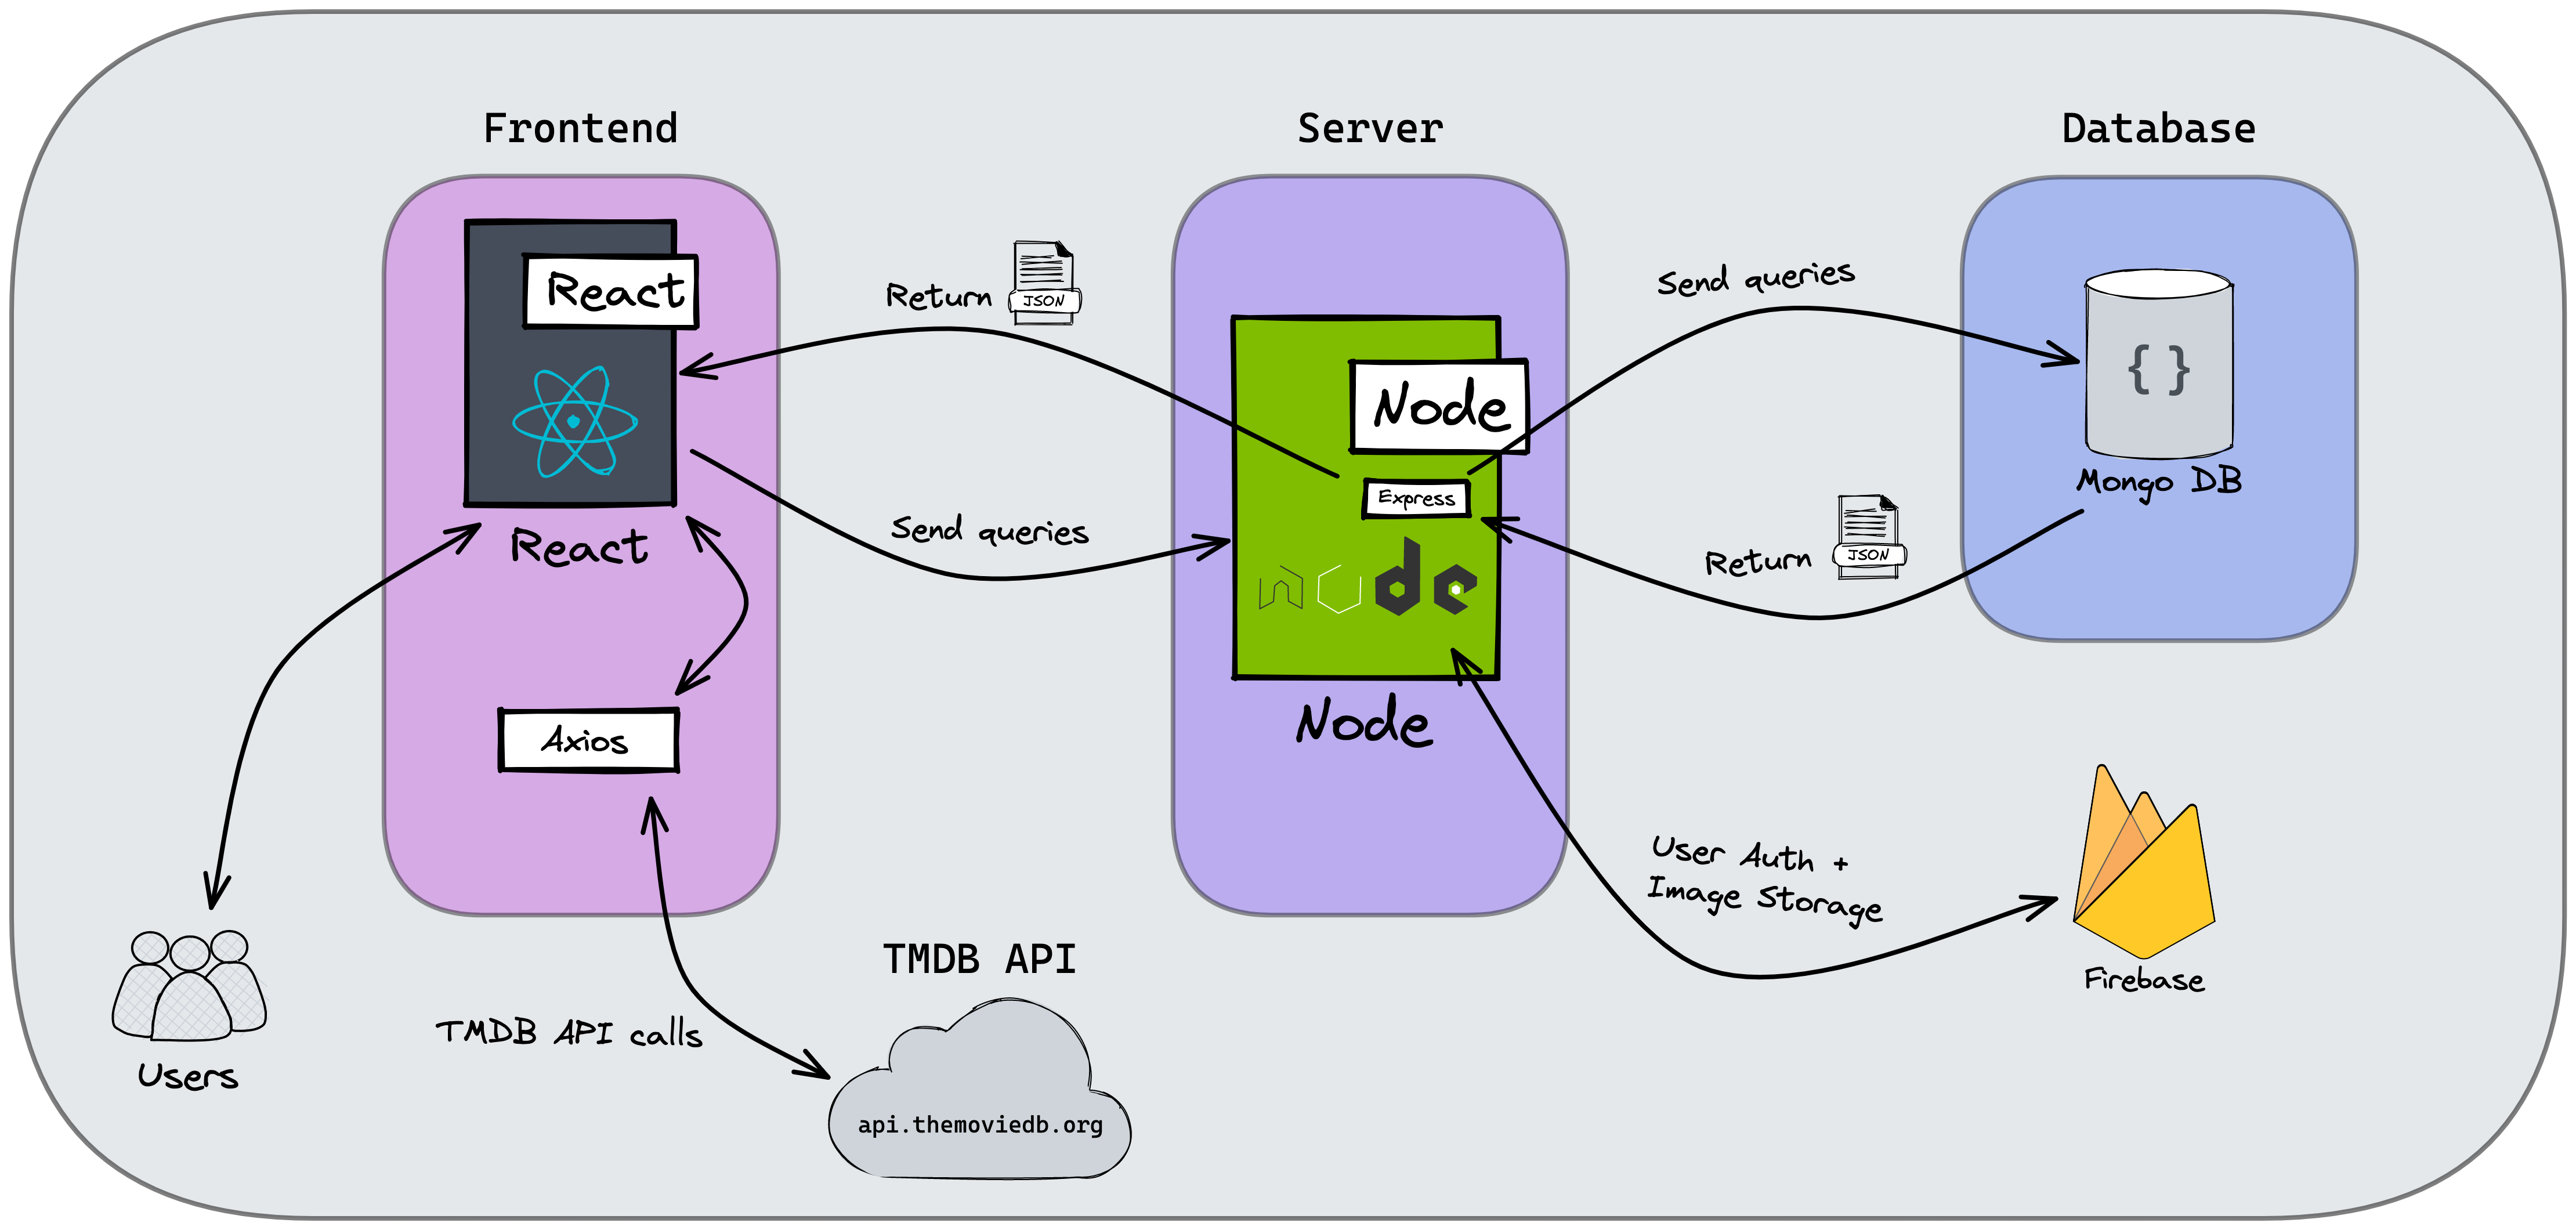 Frontend
Server
Database
React
React
Return
JSON
Send queries
Axios
Node
Express
node
Node
Send queries
Return
JSON
{ }
Mongo DB
User Auth +
Image Storage
Firebase
Users
TMDB API calls
TMDB API
api.themoviedb.org